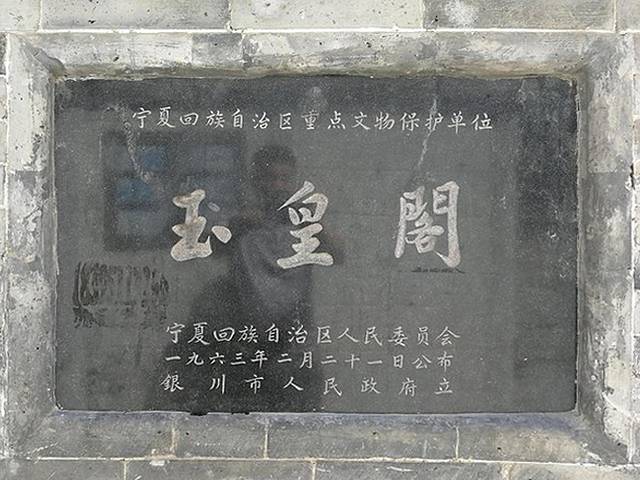 宁夏回族自治区重点文物保护单位
玉皇閣
宁夏回族自治区人民委员会
一九六三年二月二十一日公布
銀川市人民政府立